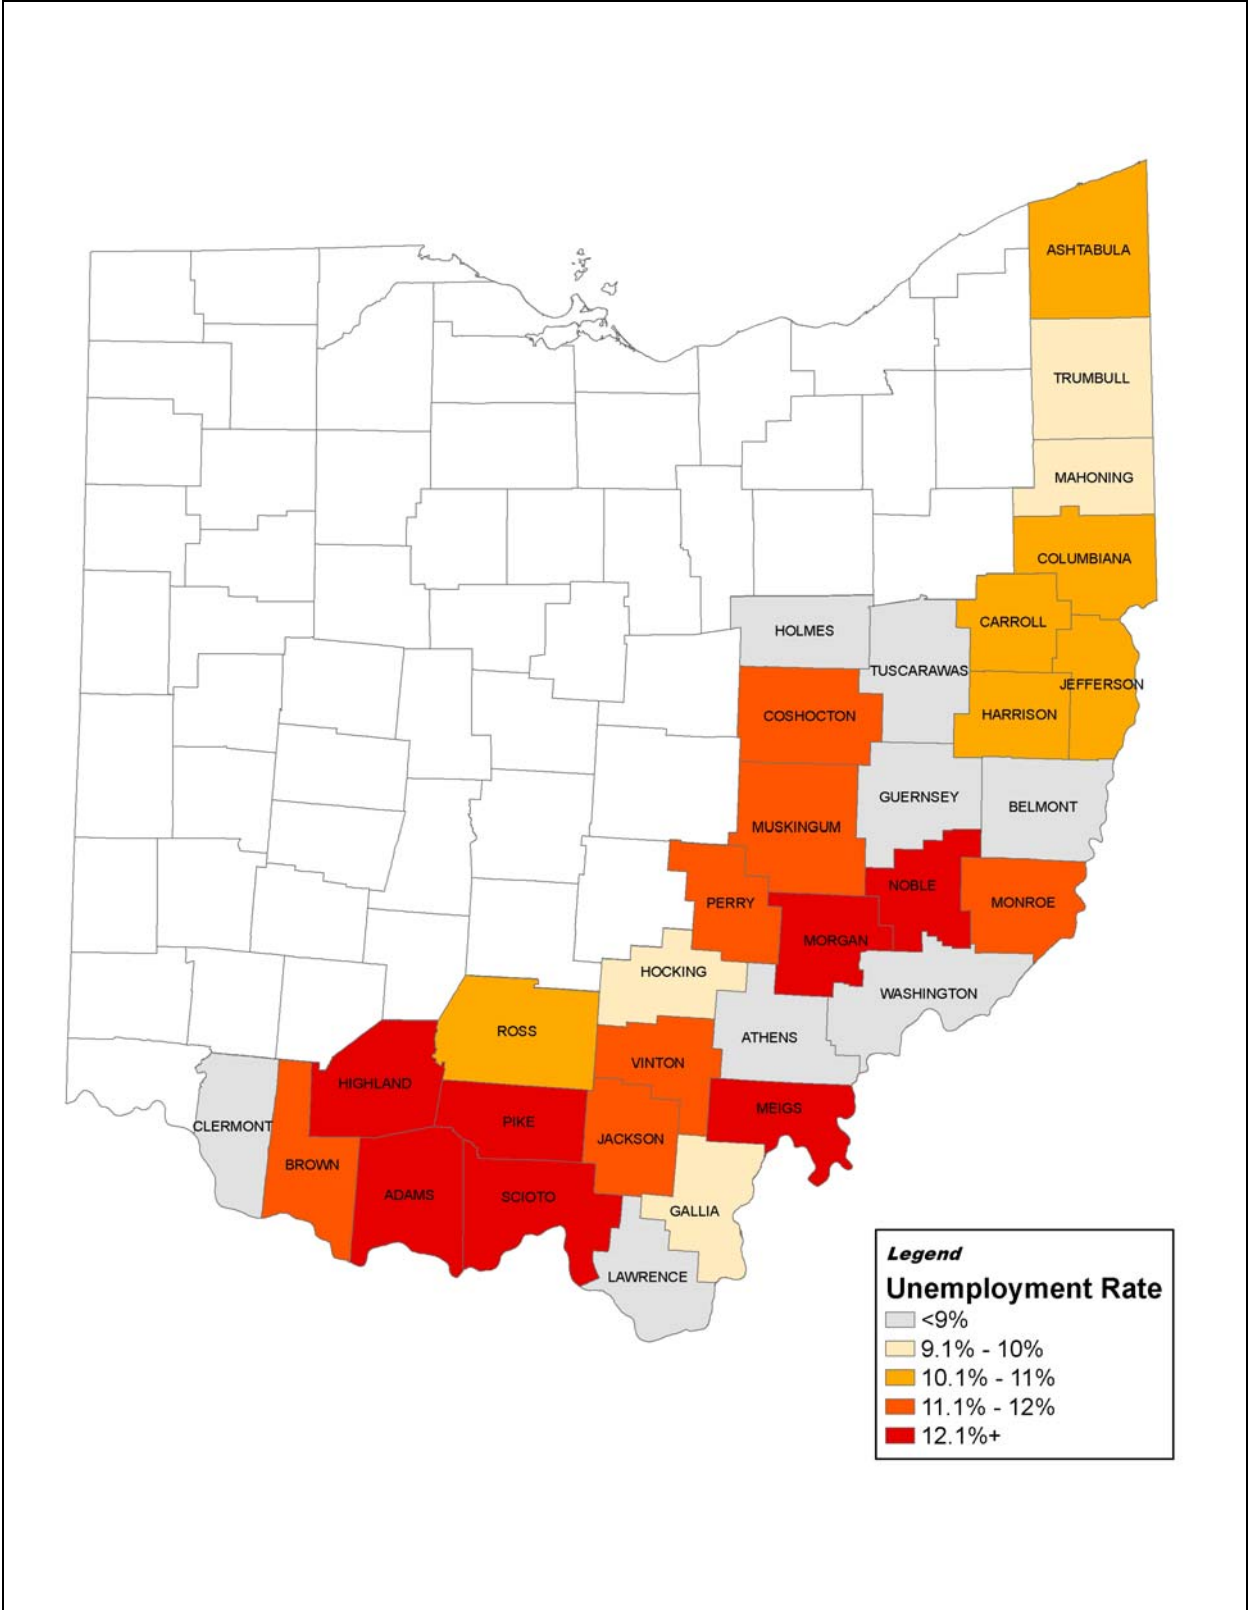 ASHTABULA
TRUMBULL
MAHONING
COLUMBIANA
CARROLL
HOLMES
TUSCARAWAS
JEFFERSON
COSHOCTON
HARRISON
GUERNSEY
BELMONT
MUSKINGUM
NOBLE
PERRY
MONROE
MORGAN
HOCKING
WASHINGTON
ROSS
ATHENS
VINTON
HIGHLAND
MEIGS
PIKE
CLERMONT
JACKSON
BROWN
ADAMS
SCIOTO
GALLIA
LAWRENCE
Legend
Unemployment Rate
<9%
9.1% - 10%
10.1% - 11%
11.1% - 12%
12.1%+